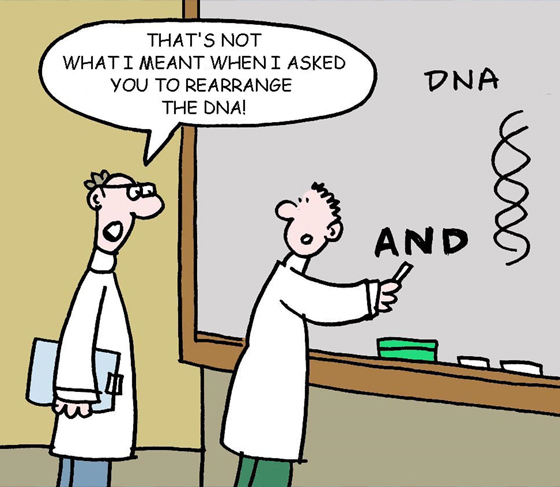 THAT'S NOT
WHAT I MEANT WHEN I ASKED
YOU TO REARRANGE
THE DNA!
DNA
AND